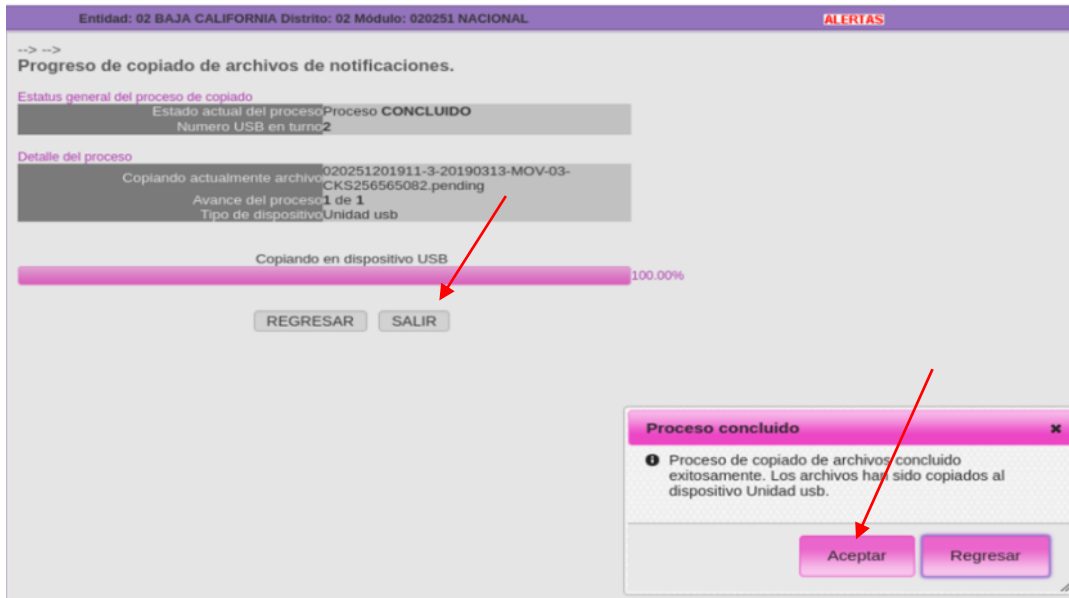 Entidad: 02 BAJA CALIFORNIA Distrito: 02 Módulo: 020251 NACIONAL
ALERTAS
--> -->
Progreso de copiado de archivos de notificaciones.
Estatus general del proceso de copiado
Estado actual del proceso Proceso CONCLUIDO
Numero USB en turno 2
Detalle del proceso
Copiando actualmente archivo 020251201911-3-20190313-MOV-03-
CKS256565082.pending
Avance del proceso 1 de 1
Tipo de dispositivo Unidad usb
Copiando en dispositivo USB
100.00%
REGRESAR SALIR
Proceso concluido
Proceso de copiado de archivos concluido
exitosamente. Los archivos han sido copiados al
dispositivo Unidad usb.
Aceptar Regresar